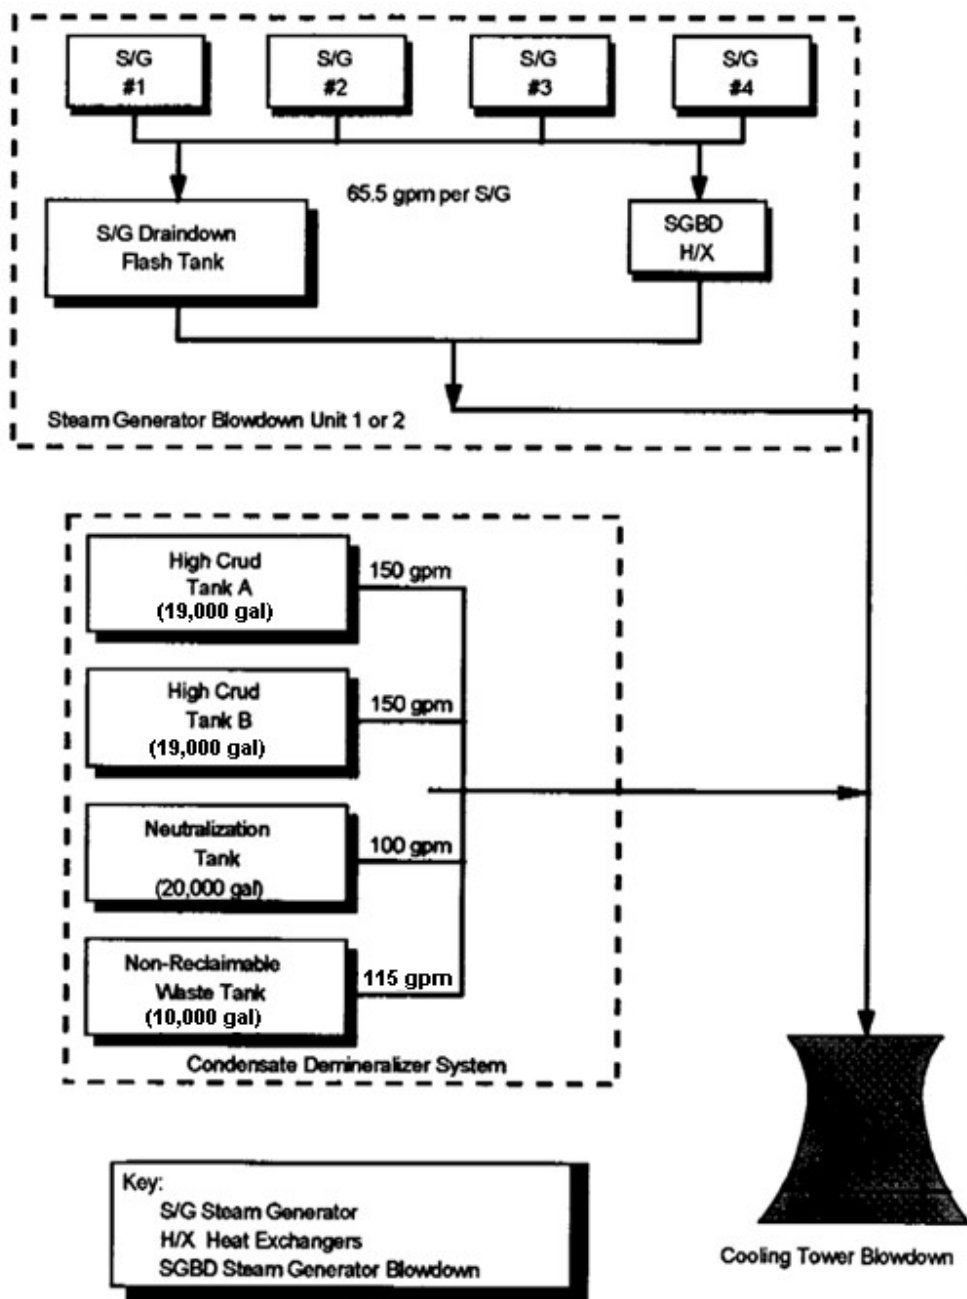 S/G
#1
S/G
#2
S/G
#3
S/G
#4
65.5 gpm per S/G
S/G Draindown
Flash Tank
SGBD
H/X
Steam Generator Blowdown Unit 1 or 2
High Crud
Tank A
(19,000 gal)
150 gpm
High Crud
Tank B
(19,000 gal)
150 gpm
Neutralization
Tank
(20,000 gal)
100 gpm
Non-Reclaimable
Waste Tank
(10,000 gal)
115 gpm
Condensate Demineralizer System
Key:
S/G Steam Generator
H/X Heat Exchangers
SGBD Steam Generator Blowdown
Cooling Tower Blowdown